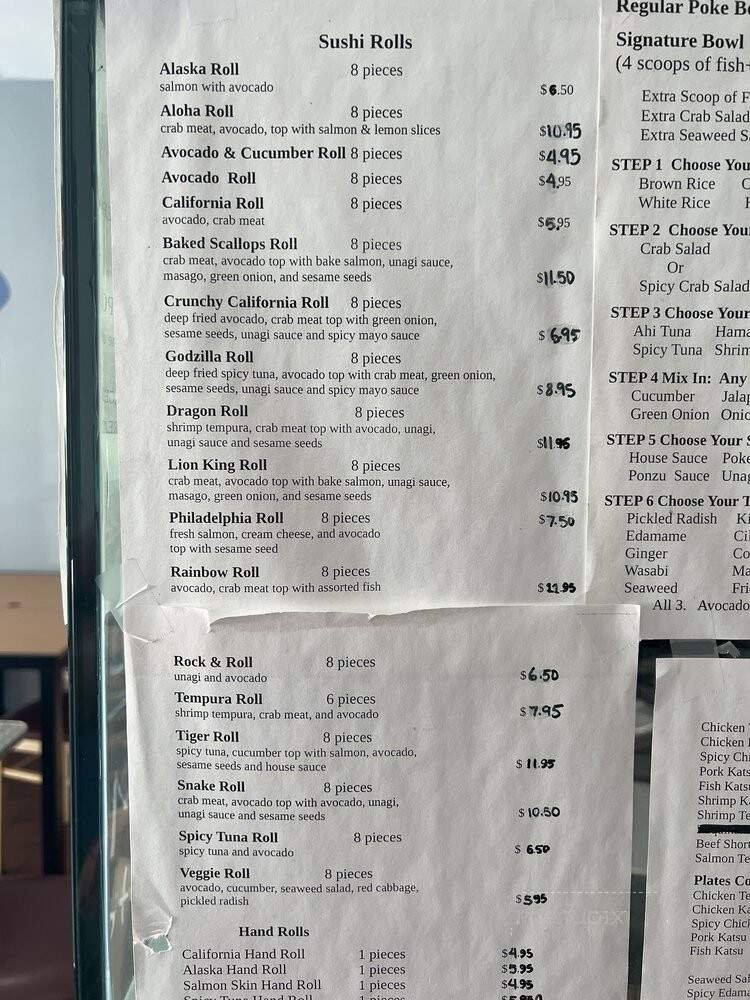 Sushi Rolls
Alaska Roll 8 pieces
salmon with avocado $6.50
Aloha Roll 8 pieces
crab meat, avocado, top with salmon & lemon slices $10.95
Avocado & Cucumber Roll 8 pieces $4.95
Avocado Roll 8 pieces $4.95
California Roll 8 pieces
avocado, crab meat $5.95
Baked Scallops Roll 8 pieces
crab meat, avocado top with bake salmon, unagi sauce,
masago, green onion, and sesame seeds $11.50
Crunchy California Roll 8 pieces
deep fried avocado, crab meat top with green onion,
sesame seeds, unagi sauce and spicy mayo sauce $ 6.95
Godzilla Roll 8 pieces
deep fried spicy tuna, avocado top with crab meat, green onion,
sesame seeds, unagi sauce and spicy mayo sauce $8.95
Dragon Roll 8 pieces
shrimp tempura, crab meat top with avocado, unagi,
unagi sauce and sesame seeds $11.95
Lion King Roll 8 pieces
crab meat, avocado top with bake salmon, unagi sauce,
masago, green onion, and sesame seeds $10.95
Philadelphia Roll 8 pieces $7.50
fresh salmon, cream cheese, and avocado
top with sesame seed
Rainbow Roll 8 pieces
avocado, crab meat top with assorted fish $11.95
Rock & Roll 8 pieces
unagi and avocado $6.50
Tempura Roll 6 pieces
shrimp tempura, crab meat, and avocado $7.95
Tiger Roll 8 pieces
spicy tuna, cucumber top with salmon, avocado,
sesame seeds and house sauce $ 11.95
Snake Roll 8 pieces
crab meat, avocado top with avocado, unagi,
unagi sauce and sesame seeds $ 10.50
Spicy Tuna Roll 8 pieces
spicy tuna and avocado $ 6.50
Veggie Roll 8 pieces
avocado, cucumber, seaweed salad, red cabbage,
pickled radish $5.95
Hand Rolls
California Hand Roll 1 pieces $4.95
Alaska Hand Roll 1 pieces $5.95
Salmon Skin Hand Roll 1 pieces $4.95
Spicy Tuna Hand Roll 1 pieces
Regular Poke
Signature Bowl
(4 scoops of fish
Extra Scoop of
Extra Crab Salad
Extra Seaweed
STEP 1 Choose
Brown Rice
White Rice
STEP 2 Choose
Crab Salad
Or
Spicy Crab Salad
STEP 3 Choose Your
Ahi Tuna
Spicy Tuna
STEP 4 Mix In: Any
Cucumber
Green Onion
STEP 5 Choose Your
House Sauce Poke
Ponzu Sauce
STEP 6 Choose Your
Pickled Radish
Edamame
Ginger
Wasabi
Seaweed
All 3. Avocado
Chicken
Chicken
Spicy
Pork
Fish
Shrimp
Shrimp
Beef Short
Salmon
Plates
Chicken
Chicken
Spicy
Pork Katsu
Fish Katsu
Seaweed
Spicy